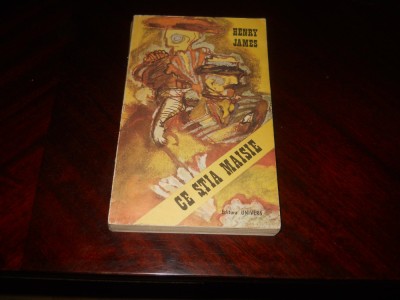 HENRY
JAMES
CE ȘTIA MAISIE
Editura UNIVERS